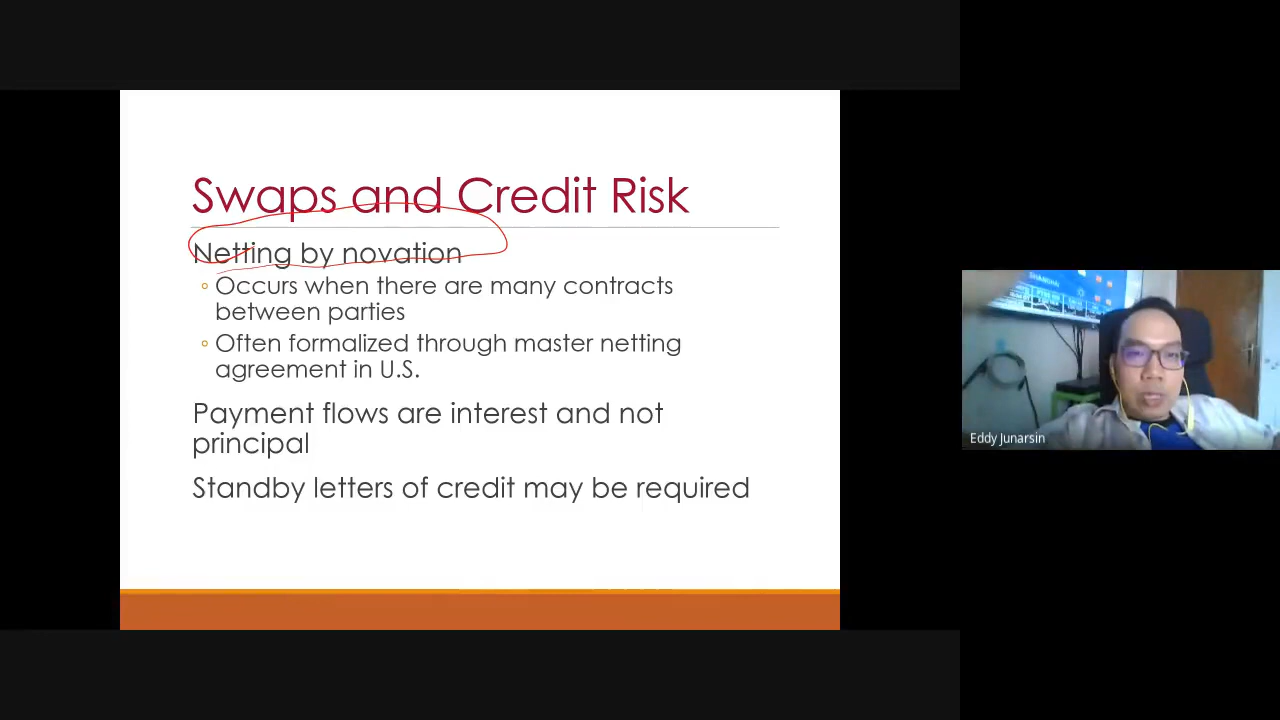 Swaps and Credit Risk
Netting by novation
◦ Occurs when there are many contracts
between parties
◦ Often formalized through master netting
agreement in U.S.
Payment flows are interest and not
principal
Standby letters of credit may be required
SHANGHAI
Eddy Junarsin